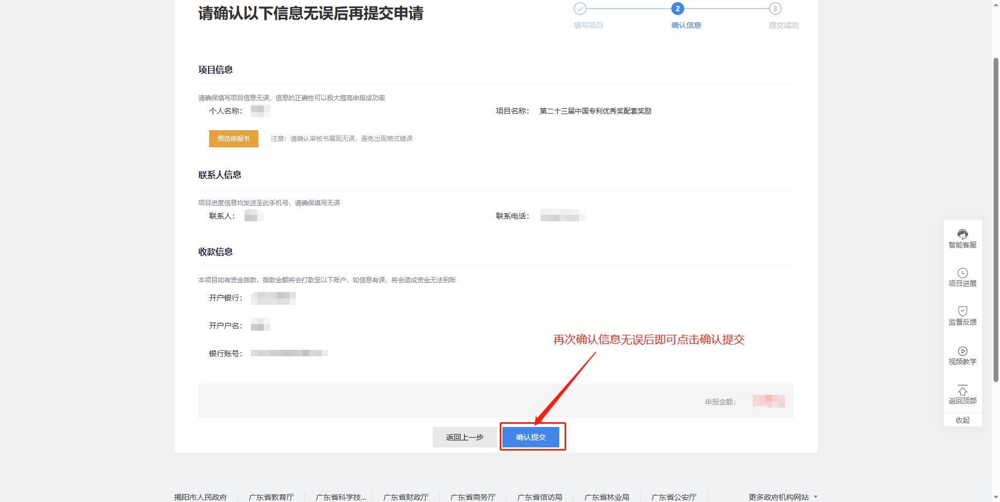 请确认以下信息无误后再提交申请
2
3
填写项目
确认信息
提交成功
项目信息
请确保填写项目信息无误，信息的正确性可以极大提高申报成功率
个人名称：
项目名称： 第二十三届中国专利优秀奖配套奖励
预览申报书
注意：请确认审核书展现无误，避免出现格式错误
联系人信息
项目进度信息均发送至此手机号，请确保填写无误
联系人：
联系电话：
收款信息
本项目如有资金拨款，拨款金额将会打款至以下账户，如信息有误，将会造成资金无法到账
开户银行：
开户户名：
银行账号：
再次确认信息无误后即可点击确认提交
申报金额：
返回上一步
确认提交
智能客服
项目进展
监督反馈
视频教学
返回顶部
收起
揭阳市人民政府
广东省教育厅
广东省科学技...
广东省财政厅
广东省商务厅
广东省信访局
广东省林业局
广东省公安厅
更多政府机构网站